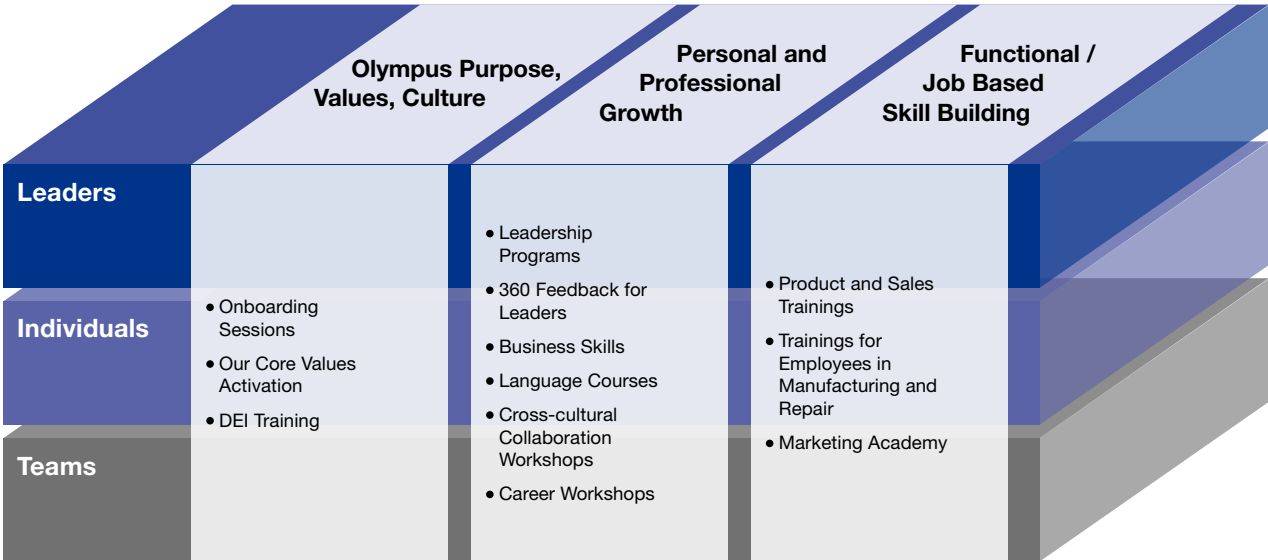 Olympus Purpose,
Values, Culture
Personal and
Professional
Growth
Functional /
Job Based
Skill Building
Leaders
Individuals
Teams
• Onboarding
Sessions
• Our Core Values
Activation
• DEI Training
• Leadership
Programs
• 360 Feedback for
Leaders
• Business Skills
• Language Courses
• Cross-cultural
Collaboration
Workshops
• Career Workshops
• Product and Sales
Trainings
• Trainings for
Employees in
Manufacturing and
Repair
• Marketing Academy